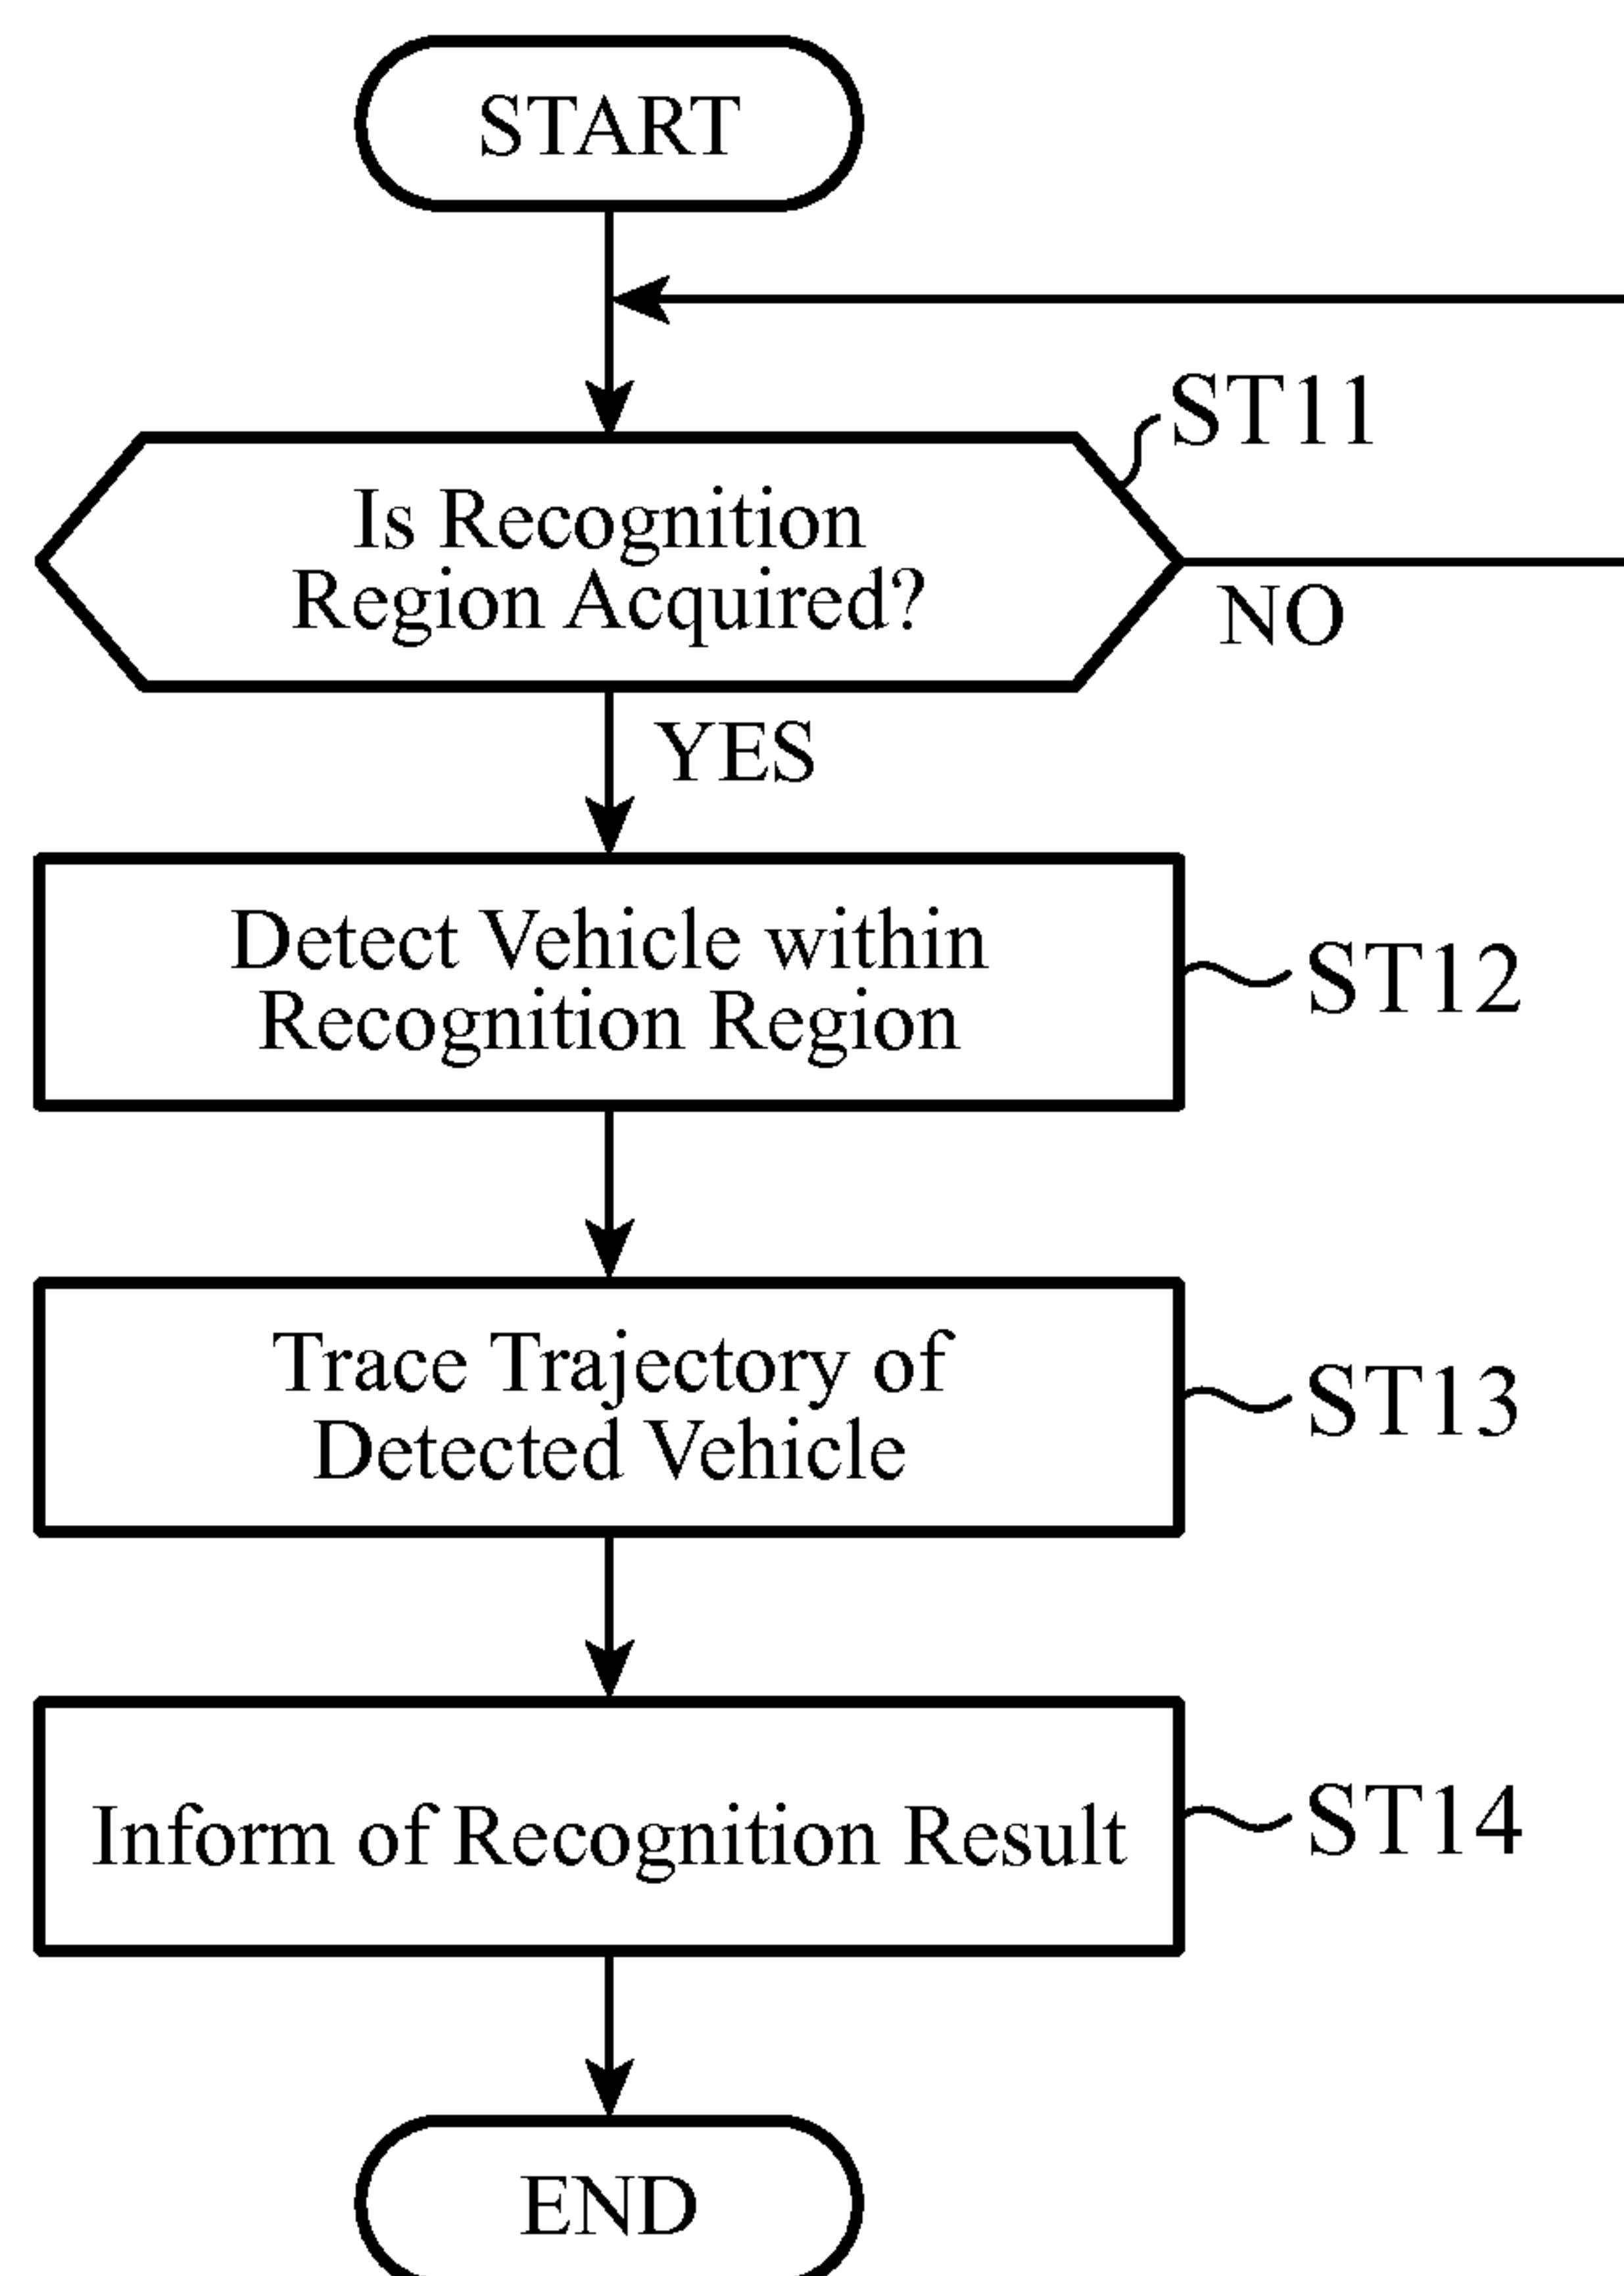 START
ST11
Is Recognition
Region Acquired?
NO
YES
Detect Vehicle within
Recognition Region
ST12
Trace Trajectory of
Detected Vehicle
ST13
Inform of Recognition Result
ST14
END